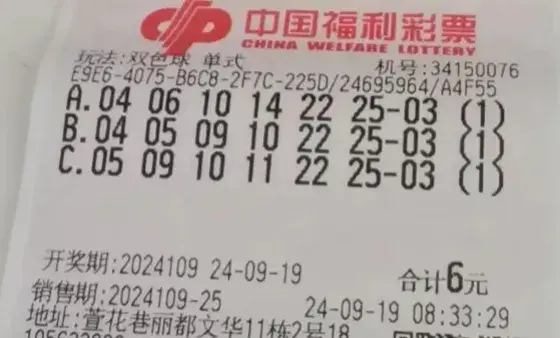 中国福利彩票
CHINA WELFARE LOTTERY
玩法:双色球 单式 机号:34150076
E9E6-4075-B6C8-2F7C-225D/24695964/A4F55
A.04 06 10 14 22 25-03 (1)
B.04 05 09 10 22 25-03 (1)
C.05 09 10 11 22 25-03 (1)
开奖期:2024109 24-09-19 合计6元
销售期:2024109-25 24-09-19 08:33:29
地址:萱花巷丽都文华11栋2号18